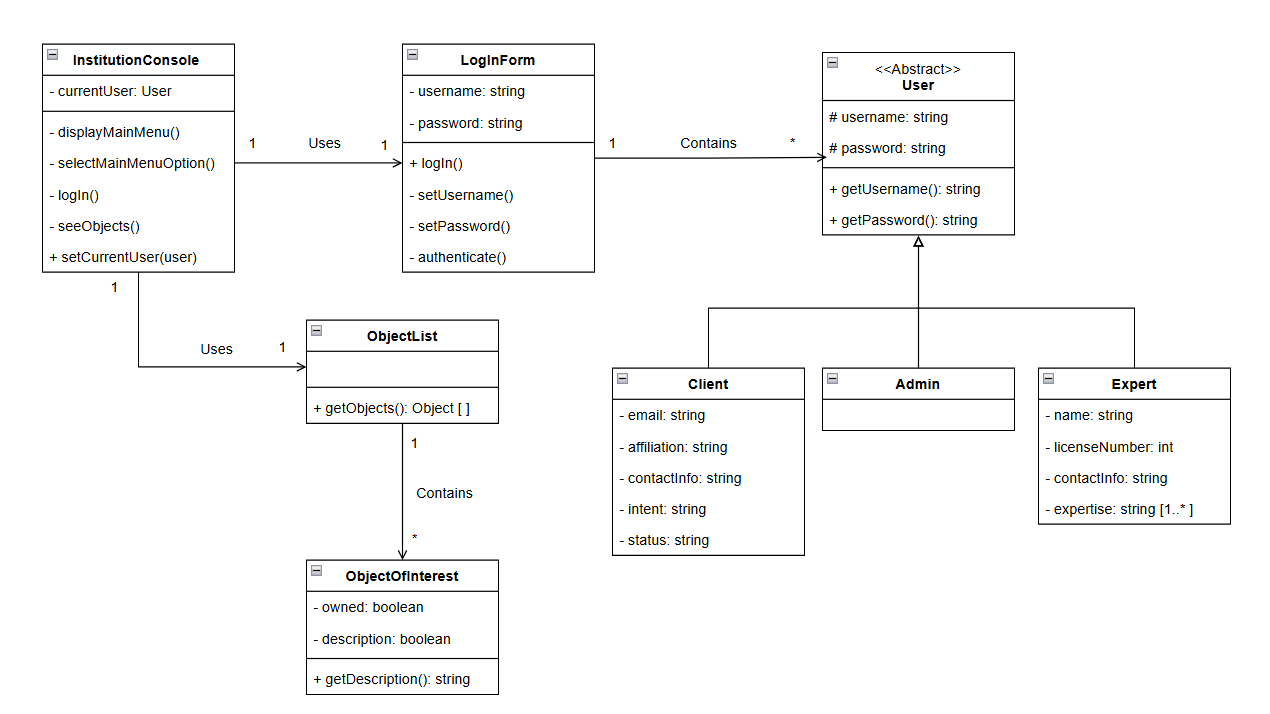 InstitutionConsole
- currentUser: User
- displayMainMenu()
- selectMainMenuOption()
- logIn()
- seeObjects()
+ setCurrentUser(user)
1
Uses
1
LogInForm
- username: string
- password: string
+ logIn()
- setUsername()
- setPassword()
- authenticate()
1
Contains
*
<<Abstract>>
User
# username: string
# password: string
+ getUsername(): string
+ getPassword(): string
1
Uses
1
ObjectList
+ getObjects(): Object [ ]
1
Contains
*
ObjectOfInterest
- owned: boolean
- description: boolean
+ getDescription(): string
Client
- email: string
- affiliation: string
- contactInfo: string
- intent: string
- status: string
Admin
Expert
- name: string
- licenseNumber: int
- contactInfo: string
- expertise: string [1..* ]